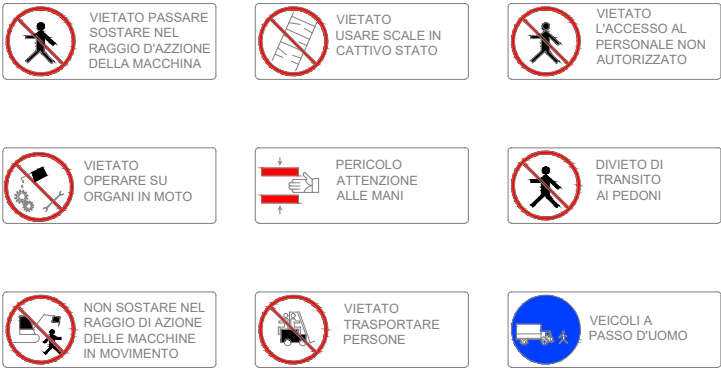 VIETATO PASSARE
SOSTARE NEL
RAGGIO D'AZZIONE
DELLA MACCHINA
VIETATO
USARE SCALE IN
CATTIVO STATO
VIETATO
L'ACCESSO AL
PERSONALE NON
AUTORIZZATO
VIETATO
OPERARE SU
ORGANI IN MOTO
PERICOLO
ATTENZIONE
ALLE MANI
DIVIETO DI
TRANSITO
AI PEDONI
NON SOSTARE NEL
RAGGIO DI AZIONE
DELLE MACCHINE
IN MOVIMENTO
VIETATO
TRASPORTARE
PERSONE
VEICOLI A
PASSO D'UOMO